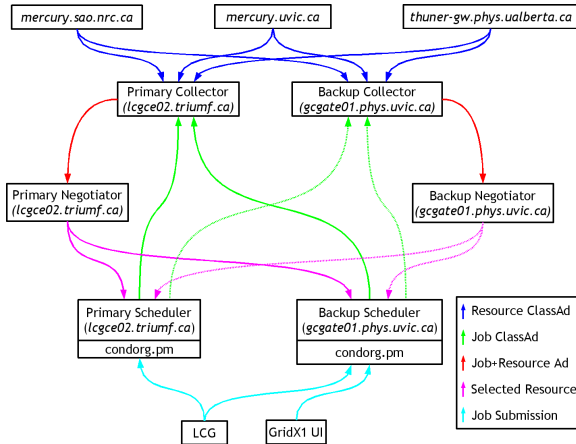 mercury.sao.nrc.ca
mercury.uvic.ca
thuner-gw.phys.ualberta.ca
Primary Collector
(lcgce02.triumf.ca)
Backup Collector
(gcgate01.phys.uvic.ca)
Primary Negotiator
(lcgce02.triumf.ca)
Backup Negotiator
(gcgate01.phys.uvic.ca)
Primary Scheduler
(lcgce02.triumf.ca)
condorg.pm
Backup Scheduler
(gcgate01.phys.uvic.ca)
condorg.pm
Resource ClassAd
Job ClassAd
Job+Resource Ad
Selected Resource
Job Submission
LCG
GridX1 UI